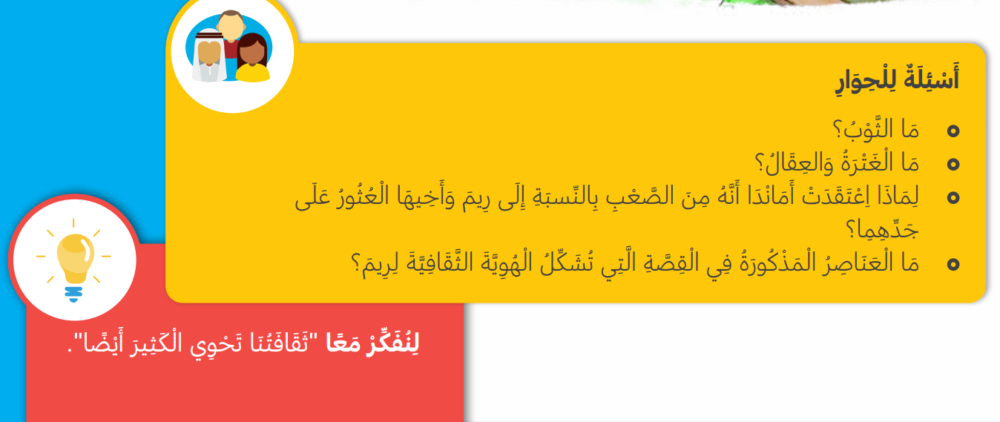 أَسْئِلَةٌ لِلْحِوَارِ
مَا الثَّوْبُ؟
مَا الْغَتْرَةُ وَالعِقَالُ؟
لِمَاذَا اِعْتَقَدَتْ أَمَانْدَا أَنَّهُ مِنَ الصَّعْبِ بِالنِّسبَةِ إِلَى رِيمَ وَأَخِيهَا الْعُثُورُ عَلَى
جَدِّهِمِا؟
مَا الْعَنَاصِرُ الْمَذْكُورَةُ فِي الْقِصَّةِ الَّتِي تُشَكِّلُ الْهُوِيَّةَ الثَّقَافِيَّةَ لِرِيمَ؟
لِنُفَكِّرْ مَعًا "ثَقَافَتُنَا تَحْوِي الْكَثِيرَ أَيْضًا".